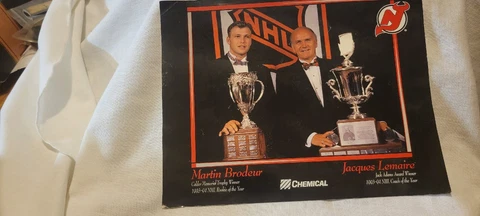 NHL
Martin Brodeur
Calder Memorial Trophy Winner
1993-94 NHL Rookie of the Year
CHEMICAL
Jacques Lemaire
Jack Adams Award Winner
1993-94 NHL Coach of the Year